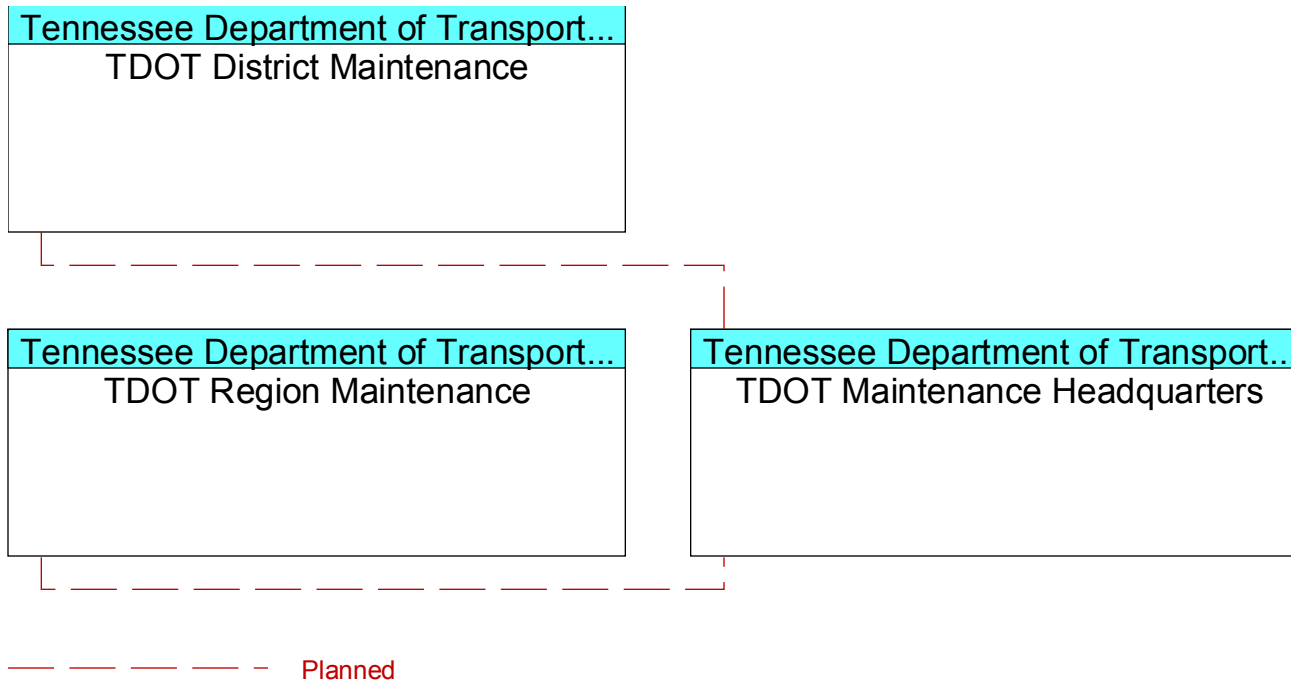 Tennessee Department of Transport...
TDOT District Maintenance
Tennessee Department of Transport...
TDOT Region Maintenance
Tennessee Department of Transport...
TDOT Maintenance Headquarters
Planned